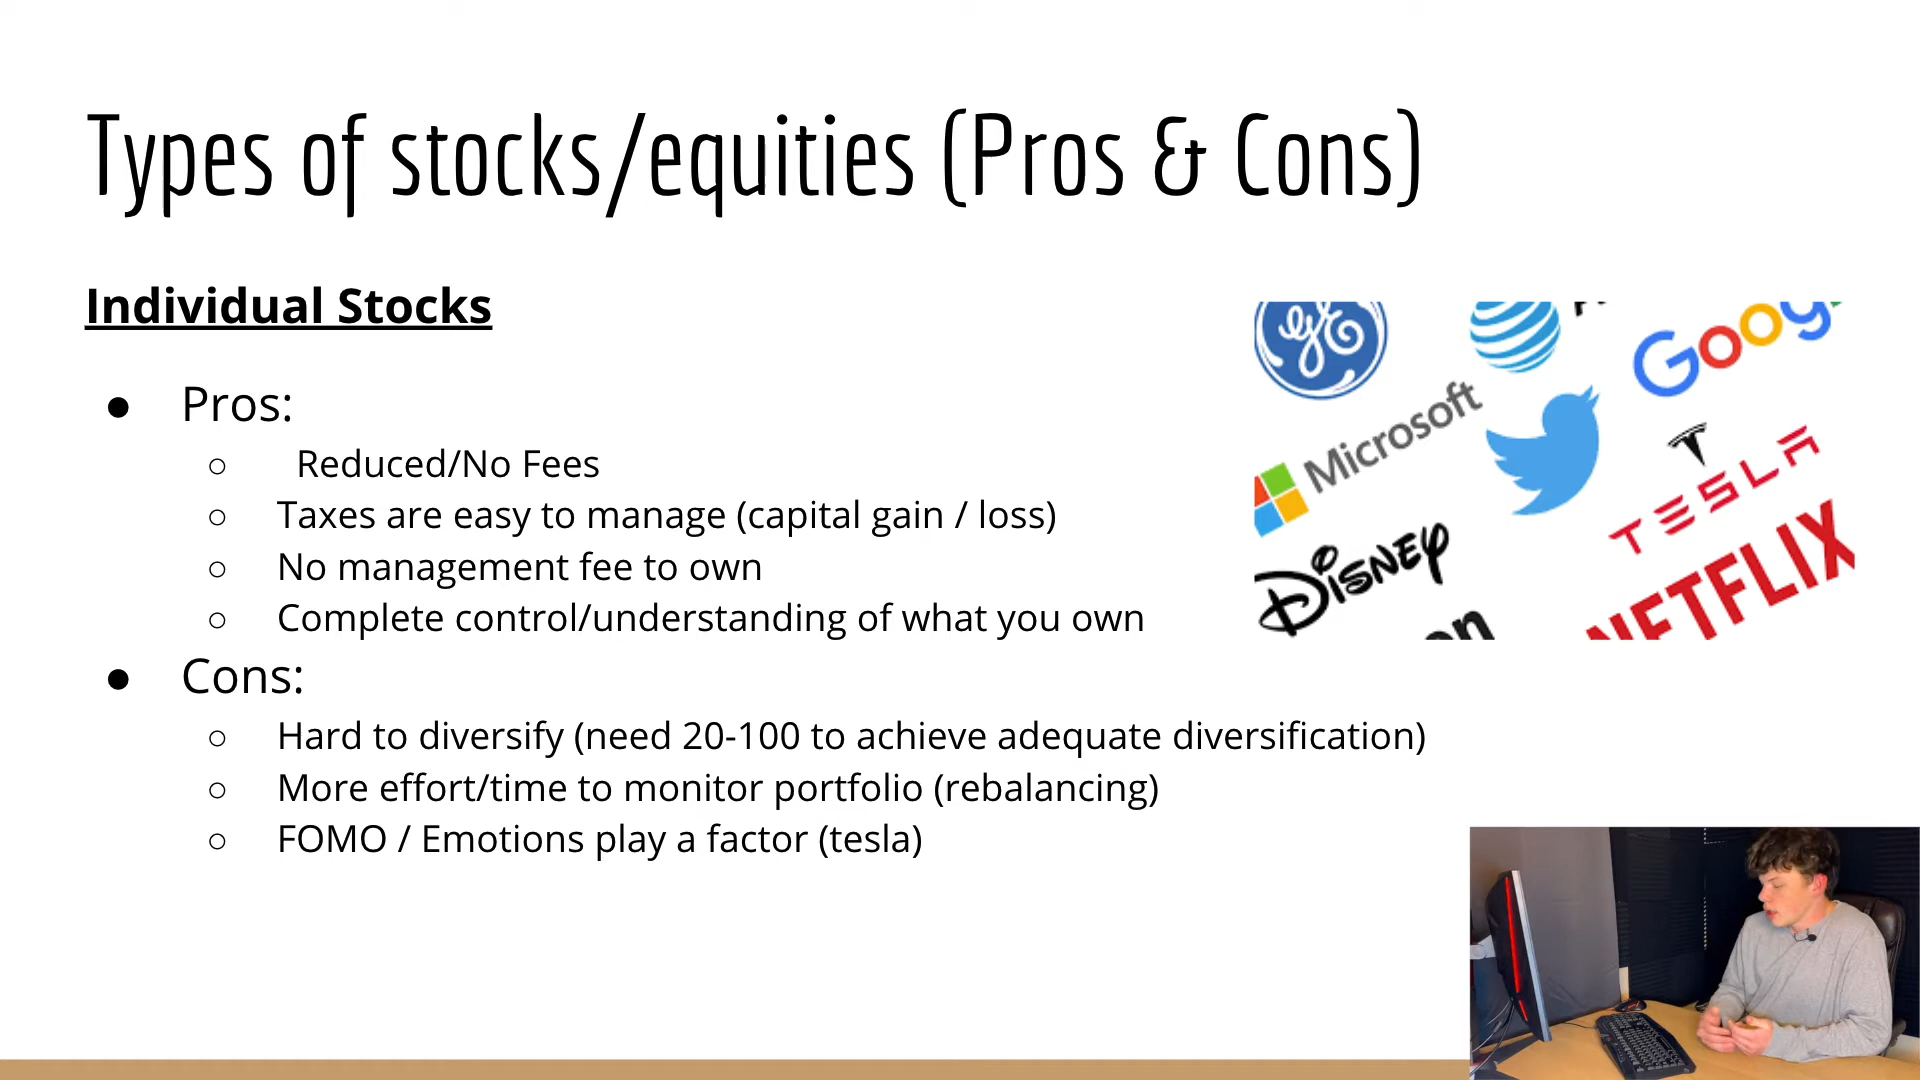 Types of stocks/equities (Pros & Cons)
Individual Stocks
● Pros:
○ Reduced/No Fees
○ Taxes are easy to manage (capital gain / loss)
○ No management fee to own
○ Complete control/understanding of what you own
● Cons:
○ Hard to diversify (need 20-100 to achieve adequate diversification)
○ More effort/time to monitor portfolio (rebalancing)
○ FOMO / Emotions play a factor (tesla)
GE
Goog
Microsoft
TESLA
DISNEY
NETFLIX
on